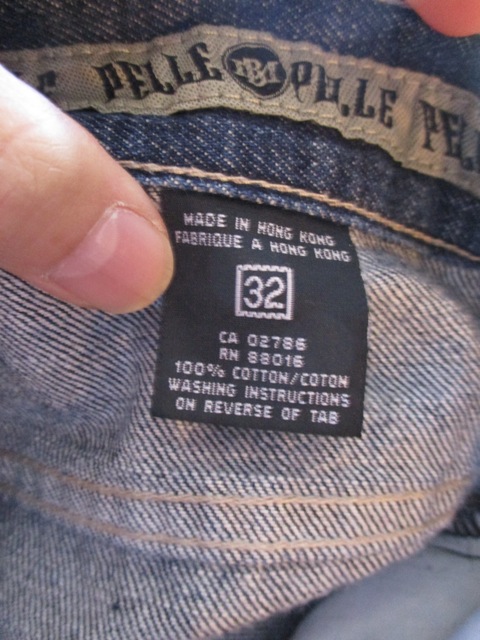 PELLE PELLE PEL
MADE IN HONG KONG
FABRIQUE A HONG KONG
32
CA 02786
RN 88016
100% COTTON/COTON
WASHING INSTRUCTIONS
ON REVERSE OF TAB